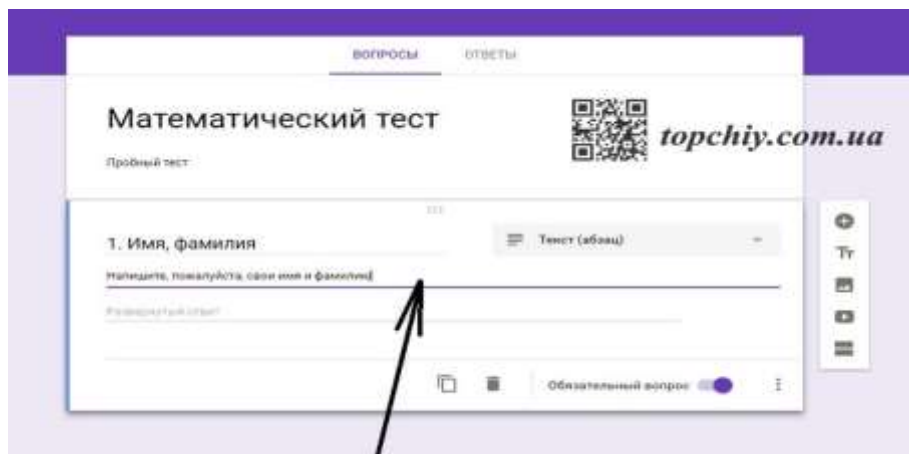 ВОПРОСЫ ОТВЕТЫ
Математический тест
topchiy.com.ua
Пробный тест
1. Имя, фамилия
Текст (абзац)
Напишите, пожалуйста, свои имя и фамилию
Развернутый ответ
Обязательный вопрос
Тт